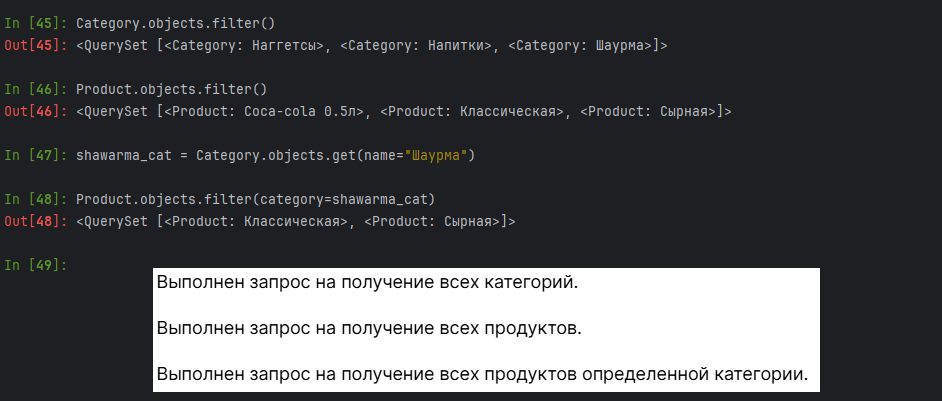 In [45]: Category.objects.filter()
Out[45]: <QuerySet [<Category: Наггетсы>, <Category: Напитки>, <Category: Шаурма>]>
In [46]: Product.objects.filter()
Out[46]: <QuerySet [<Product: Coca-cola 0.5л>, <Product: Классическая>, <Product: Сырная>]>
In [47]: shawarma_cat = Category.objects.get(name="Шаурма")
In [48]: Product.objects.filter(category=shawarma_cat)
Out[48]: <QuerySet [<Product: Классическая>, <Product: Сырная>]>
In [49]:
Выполнен запрос на получение всех категорий.
Выполнен запрос на получение всех продуктов.
Выполнен запрос на получение всех продуктов определенной категории.